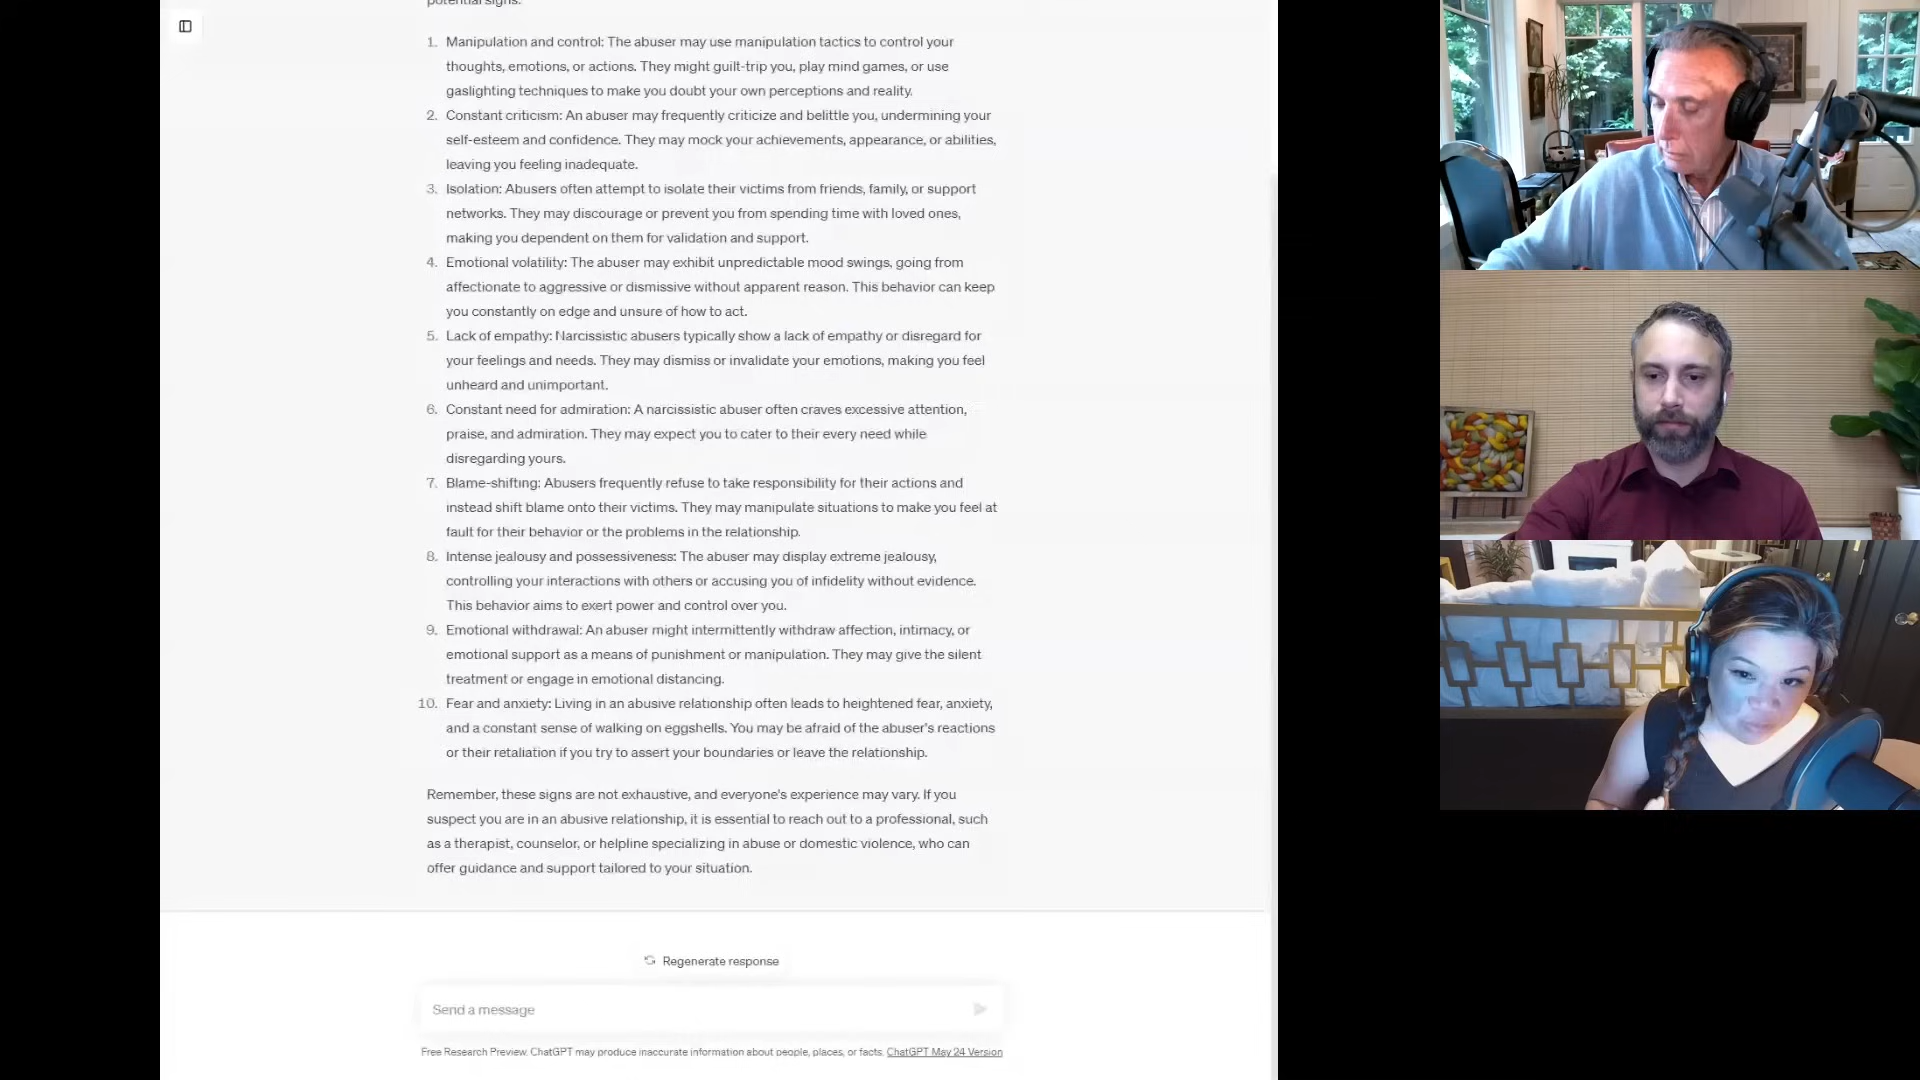 potential signs.
1. Manipulation and control: The abuser may use manipulation tactics to control your
thoughts, emotions, or actions. They might guilt-trip you, play mind games, or use
gaslighting techniques to make you doubt your own perceptions and reality.
2. Constant criticism: An abuser may frequently criticize and belittle you, undermining your
self-esteem and confidence. They may mock your achievements, appearance, or abilities,
leaving you feeling inadequate.
3. Isolation: Abusers often attempt to isolate their victims from friends, family, or support
networks. They may discourage or prevent you from spending time with loved ones,
making you dependent on them for validation and support.
4. Emotional volatility: The abuser may exhibit unpredictable mood swings, going from
affectionate to aggressive or dismissive without apparent reason. This behavior can keep
you constantly on edge and unsure of how to act.
5. Lack of empathy: Narcissistic abusers typically show a lack of empathy or disregard for
your feelings and needs. They may dismiss or invalidate your emotions, making you feel
unheard and unimportant.
6. Constant need for admiration: A narcissistic abuser often craves excessive attention,
praise, and admiration. They may expect you to cater to their every need while
disregarding yours.
7. Blame-shifting: Abusers frequently refuse to take responsibility for their actions and
instead shift blame onto their victims. They may manipulate situations to make you feel at
fault for their behavior or the problems in the relationship.
8. Intense jealousy and possessiveness: The abuser may display extreme jealousy,
controlling your interactions with others or accusing you of infidelity without evidence.
This behavior aims to exert power and control over you.
9. Emotional withdrawal: An abuser might intermittently withdraw affection, intimacy, or
emotional support as a means of punishment or manipulation. They may give the silent
treatment or engage in emotional distancing.
10. Fear and anxiety: Living in an abusive relationship often leads to heightened fear, anxiety,
and a constant sense of walking on eggshells. You may be afraid of the abuser's reactions
or their retaliation if you try to assert your boundaries or leave the relationship.
Remember, these signs are not exhaustive, and everyone's experience may vary. If you
suspect you are in an abusive relationship, it is essential to reach out to a professional, such
as a therapist, counselor, or helpline specializing in abuse or domestic violence, who can
offer guidance and support tailored to your situation.
Regenerate response
Send a message
Free Research Preview. ChatGPT may produce inaccurate information about people, places, or facts. ChatGPT May 24 Version